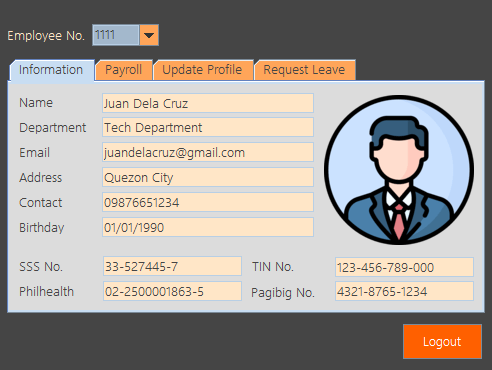 Employee No. 1111
Information Payroll Update Profile Request Leave
Name Juan Dela Cruz
Department Tech Department
Email juandelacruz@gmail.com
Address Quezon City
Contact 09876651234
Birthday 01/01/1990
SSS No. 33-527445-7 TIN No. 123-456-789-000
Philhealth 02-2500001863-5 Pagibig No. 4321-8765-1234
Logout